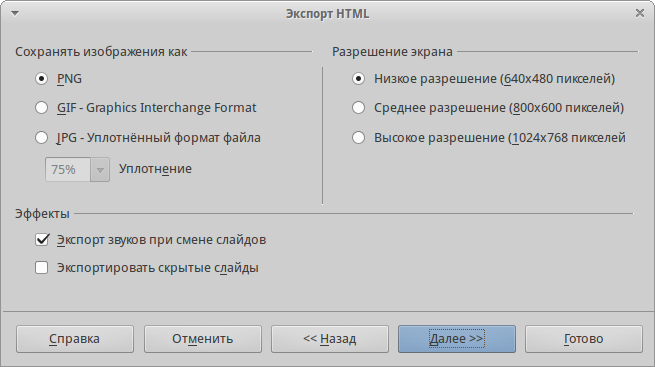 Экспорт HTML
Сохранять изображения как
PNG
GIF - Graphics Interchange Format
JPG - Уплотнённый формат файла
75%
Уплотнение
Разрешение экрана
Низкое разрешение (640x480 пикселей)
Среднее разрешение (800x600 пикселей)
Высокое разрешение (1024x768 пикселей
Эффекты
Экспорт звуков при смене слайдов
Экспортировать скрытые слайды
Справка
Отменить
<< Назад
Далее >>
Готово